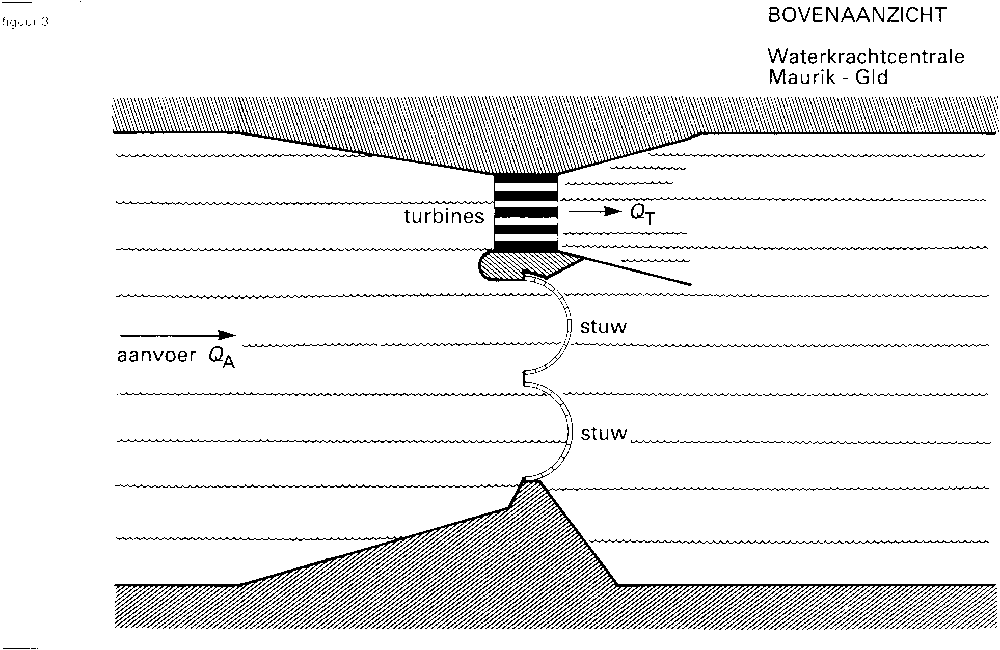 figuur 3
BOVENAANZICHT
Waterkrachtcentrale
Maurik - Gld
turbines
QT
stuw
aanvoer QA
stuw